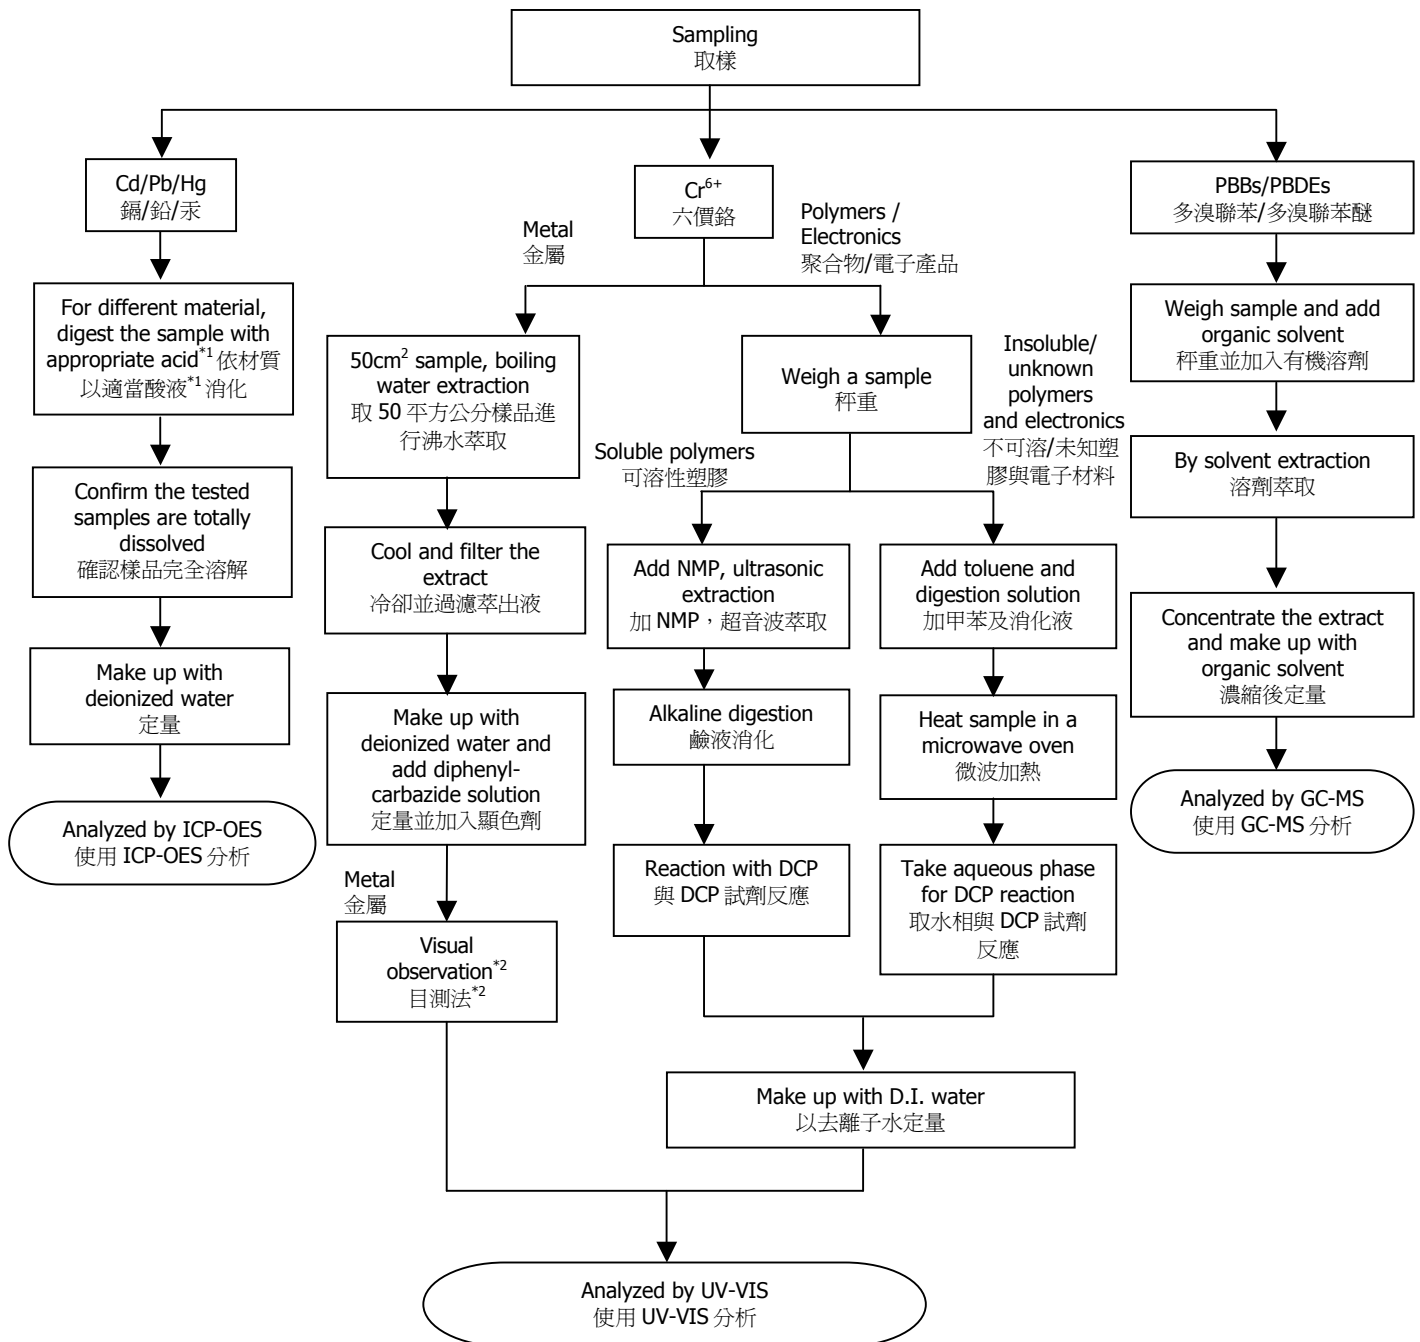 Sampling
取樣
Cd/Pb/Hg
鎘/鉛/汞
For different material,
digest the sample with
appropriate acid*1 依材質
以適當酸液*1 消化
Confirm the tested
samples are totally
dissolved
確認樣品完全溶解
Make up with
deionized water
定量
Analyzed by ICP-OES
使用 ICP-OES 分析
Cr6+
六價鉻
Metal
金屬
Polymers /
Electronics
聚合物/電子產品
50cm2 sample, boiling
water extraction
取 50 平方公分樣品進
行沸水萃取
Cool and filter the
extract
冷卻並過濾萃出液
Make up with
deionized water and
add diphenyl-
carbazide solution
定量並加入顯色劑
Metal
金屬
Visual
observation*2
目測法*2
Weigh a sample
秤重
Soluble polymers
可溶性塑膠
Insoluble/
unknown
polymers
and electronics
不可溶/未知塑
膠與電子材料
Add NMP, ultrasonic
extraction
加 NMP，超音波萃取
Alkaline digestion
鹼液消化
Reaction with DCP
與 DCP 試劑反應
Add toluene and
digestion solution
加甲苯及消化液
Heat sample in a
microwave oven
微波加熱
Take aqueous phase
for DCP reaction
取水相與 DCP 試劑
反應
Make up with D.I. water
以去離子水定量
Analyzed by UV-VIS
使用 UV-VIS 分析
PBBs/PBDEs
多溴聯苯/多溴聯苯醚
Weigh sample and add
organic solvent
秤重並加入有機溶劑
By solvent extraction
溶劑萃取
Concentrate the extract
and make up with
organic solvent
濃縮後定量
Analyzed by GC-MS
使用 GC-MS 分析